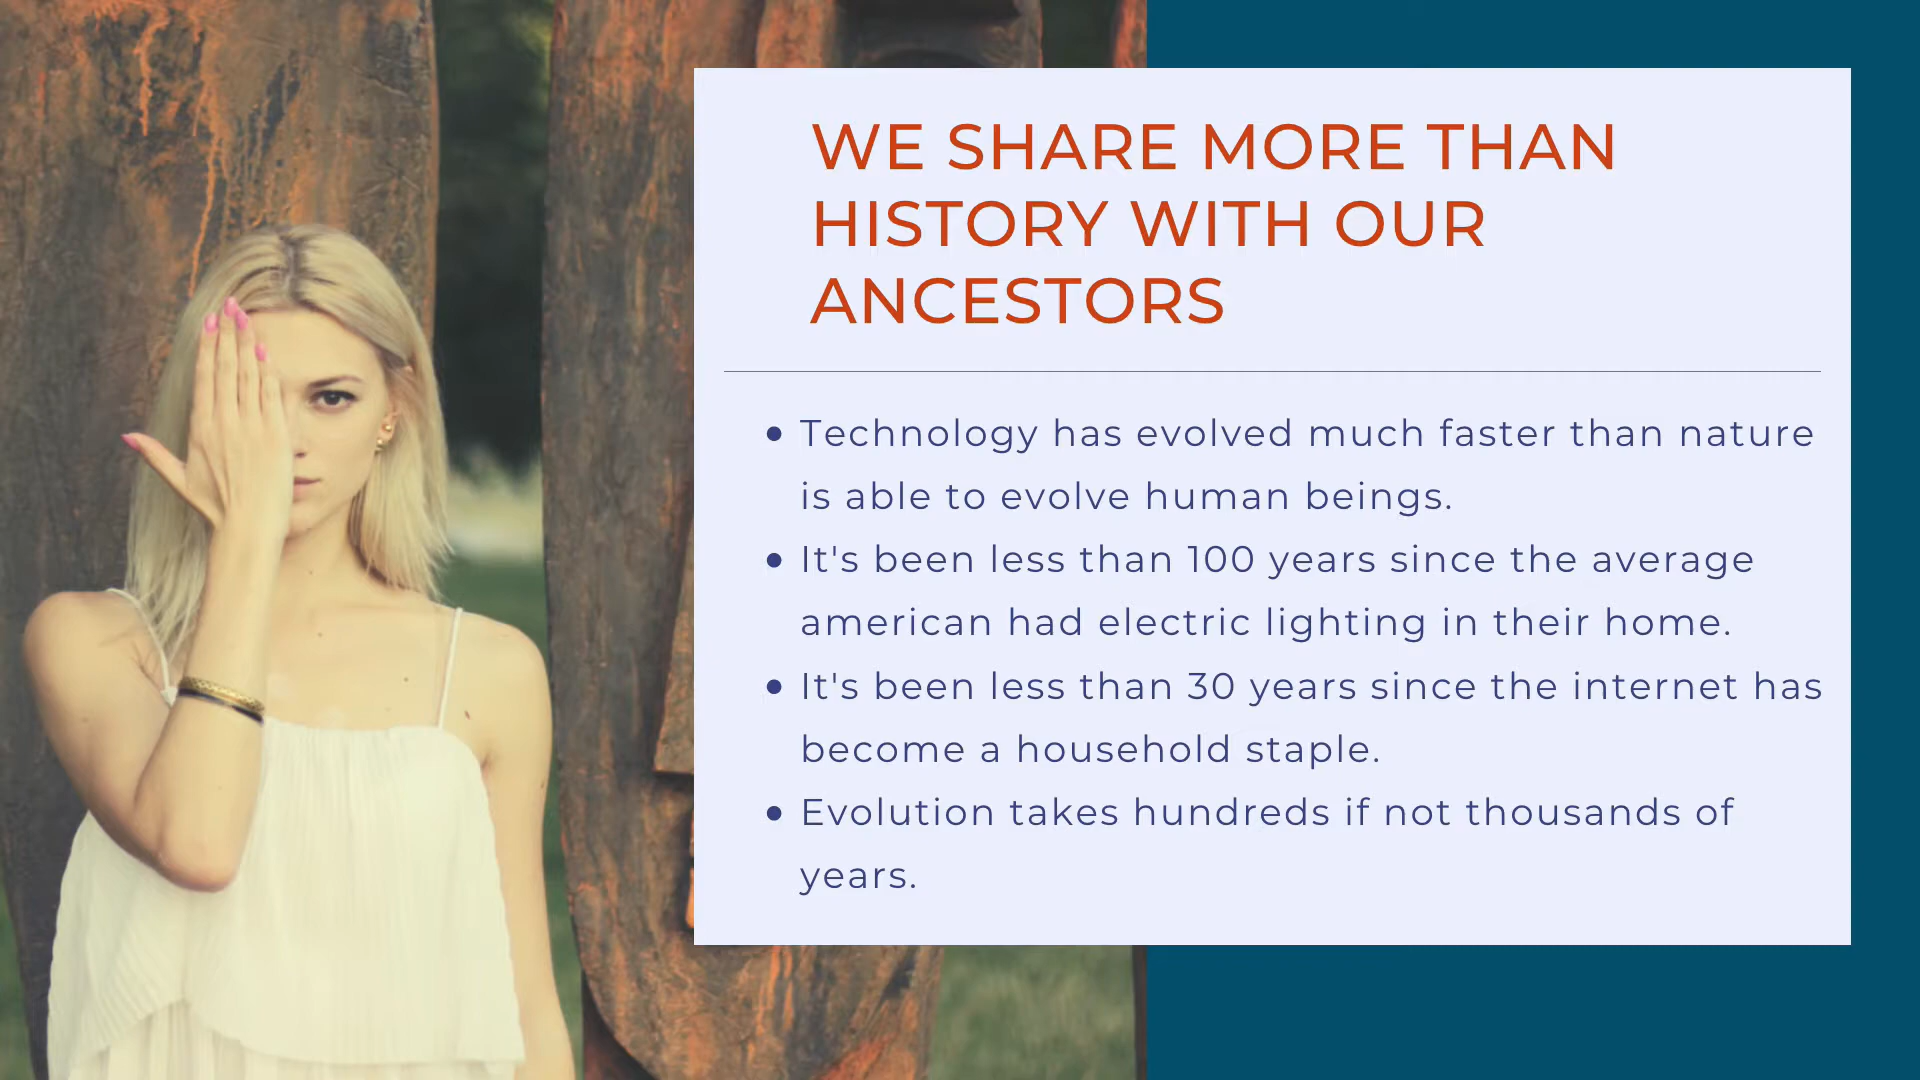 WE SHARE MORE THAN
HISTORY WITH OUR
ANCESTORS
• Technology has evolved much faster than nature
is able to evolve human beings.
• It's been less than 100 years since the average
american had electric lighting in their home.
• It's been less than 30 years since the internet has
become a household staple.
• Evolution takes hundreds if not thousands of
years.